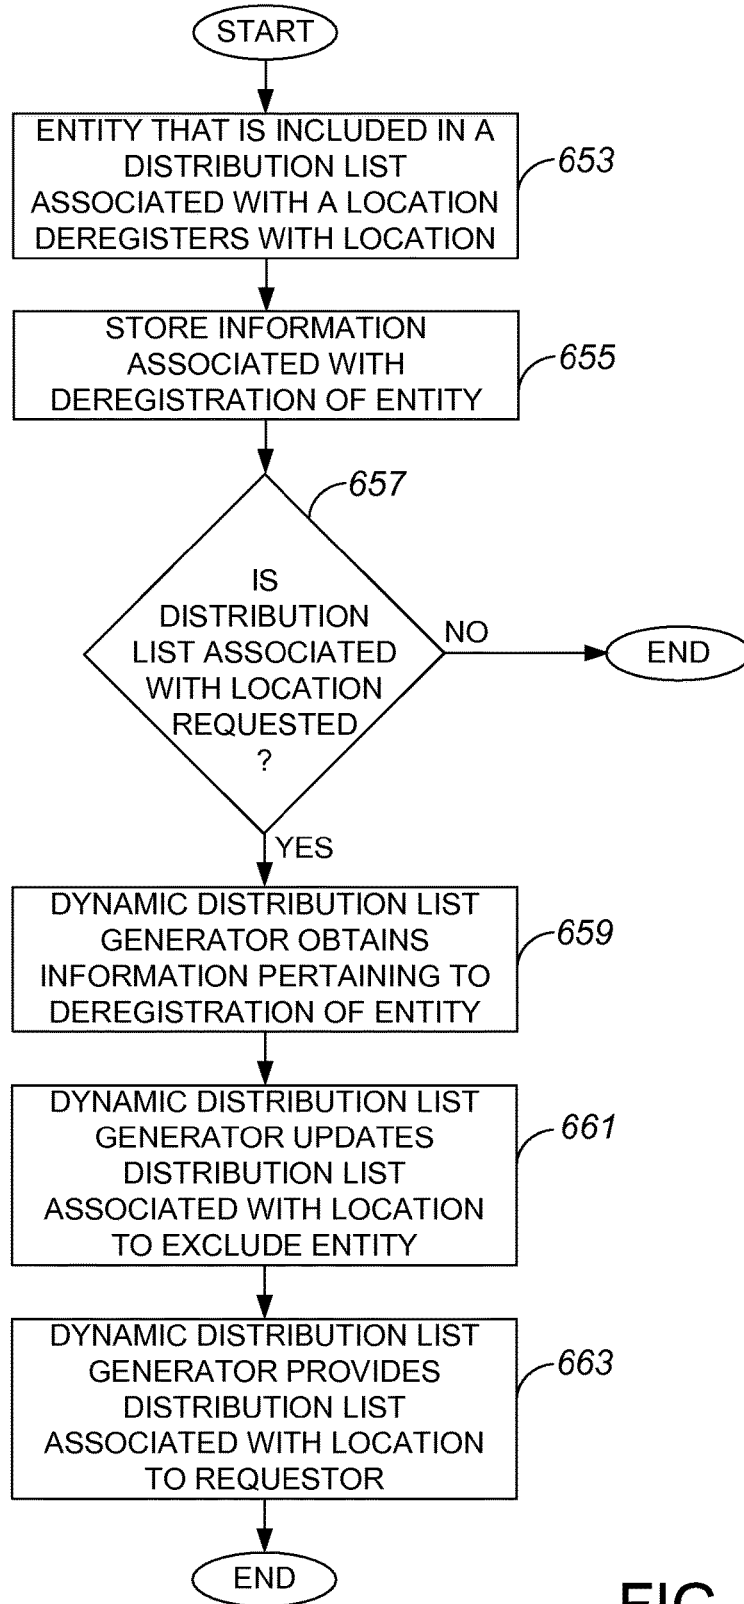 START
ENTITY THAT IS INCLUDED IN A
DISTRIBUTION LIST
ASSOCIATED WITH A LOCATION
DEREGISTERS WITH LOCATION
653
STORE INFORMATION
ASSOCIATED WITH
DEREGISTRATION OF ENTITY
655
657
IS
DISTRIBUTION
LIST ASSOCIATED
WITH LOCATION
REQUESTED
?
NO
END
YES
DYNAMIC DISTRIBUTION LIST
GENERATOR OBTAINS
INFORMATION PERTAINING TO
DEREGISTRATION OF ENTITY
659
DYNAMIC DISTRIBUTION LIST
GENERATOR UPDATES
DISTRIBUTION LIST
ASSOCIATED WITH LOCATION
TO EXCLUDE ENTITY
661
DYNAMIC DISTRIBUTION LIST
GENERATOR PROVIDES
DISTRIBUTION LIST
ASSOCIATED WITH LOCATION
TO REQUESTOR
663
END
FIG